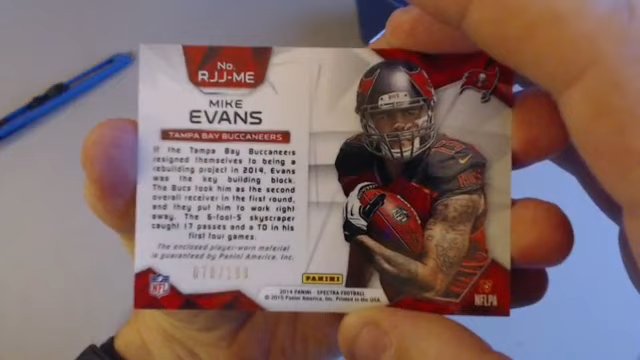 No.
RJJ-ME
MIKE
EVANS
TAMPA BAY BUCCANEERS
If the Tampa Bay Buccaneers
resigned themselves to being a
rebuilding project in 2014, Evans
was the key building block.
The Bucs took him as the second
overall receiver in the first round,
and they put him to work right
away. The 6-foot-5 skyscraper
caught 17 passes and a TD in his
first four games.
The enclosed player-worn material
is guaranteed by Panini America, Inc.
PANINI
2014 PANINI - SPECTRA FOOTBALL
© 2015 Panini America, Inc. Printed in the USA.
NFL
NFLPA